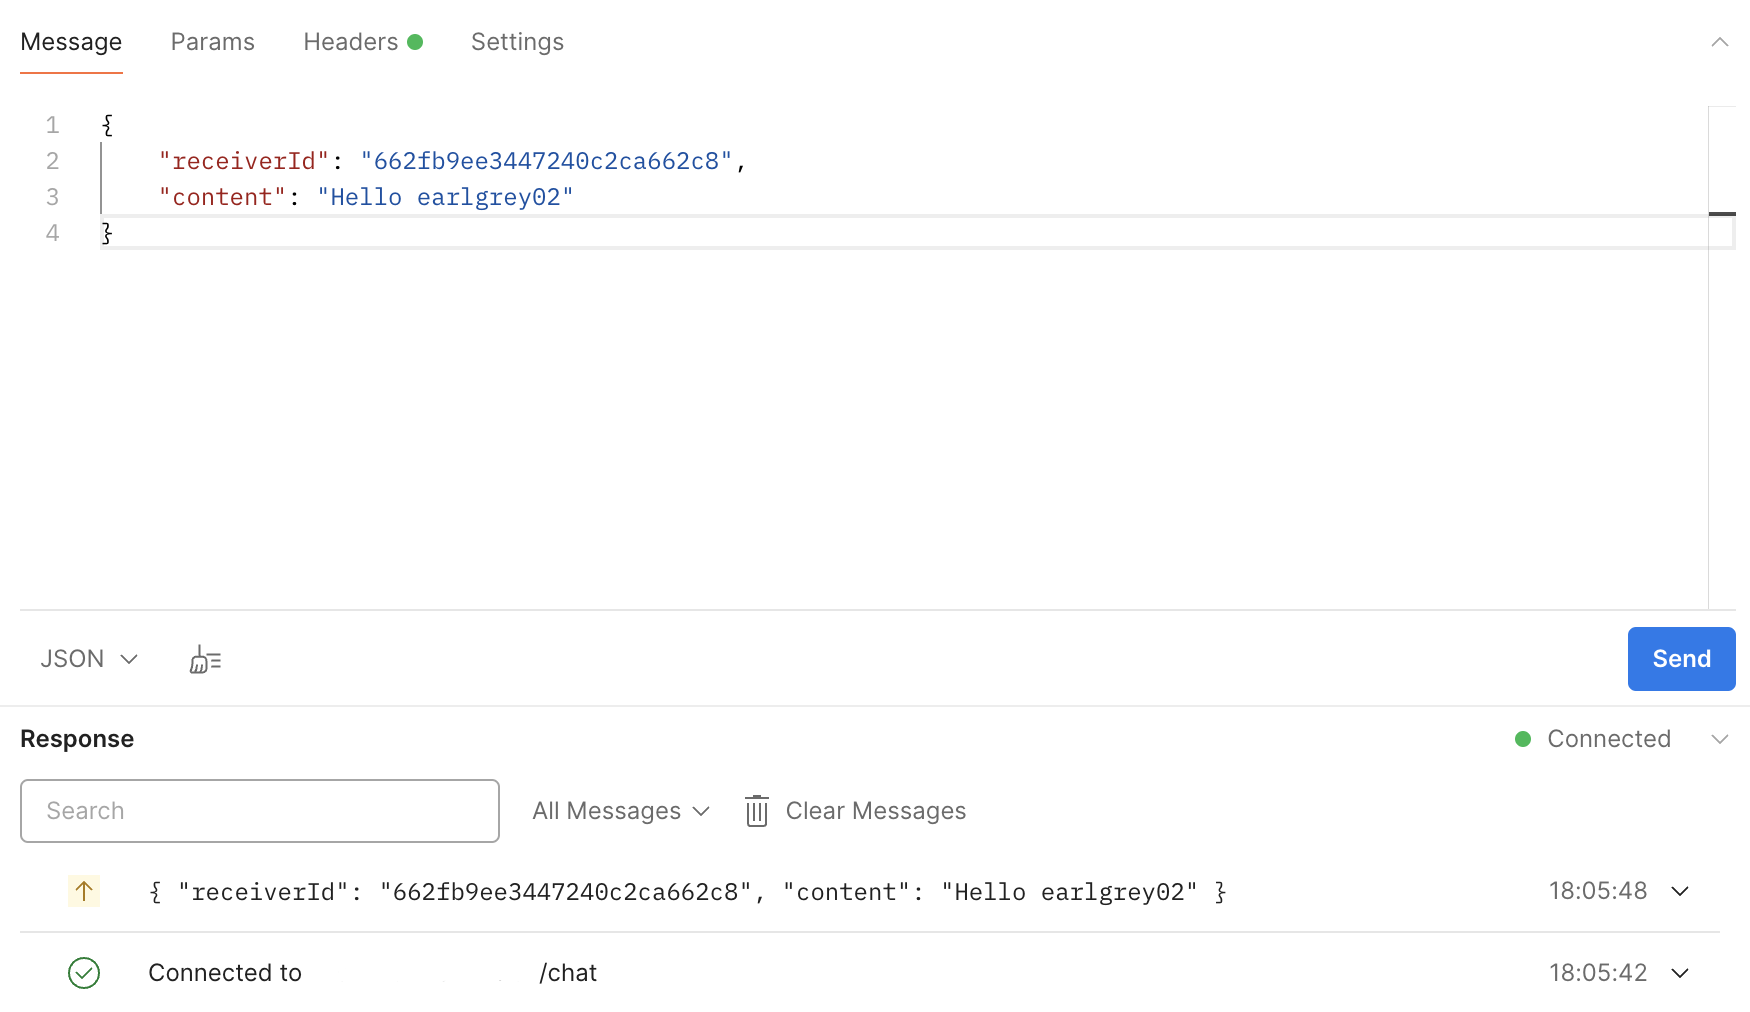 Message Params Headers Settings
1 {
2 "receiverId": "662fb9ee3447240c2ca662c8",
3 "content": "Hello earlgrey02"
4 }
JSON Send
Response Connected
Search All Messages Clear Messages
{ "receiverId": "662fb9ee3447240c2ca662c8", "content": "Hello earlgrey02" } 18:05:48
Connected to /chat 18:05:42